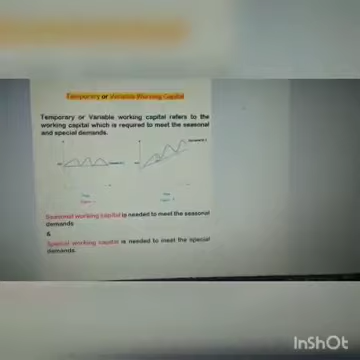 Temporary or Variable Working Capital
Temporary or Variable working capital refers to the
working capital which is required to meet the seasonal
and special demands.
Seasonal working capital is needed to meet the seasonal
demands
&
Special working capital is needed to meet the special
demands.
InShOt